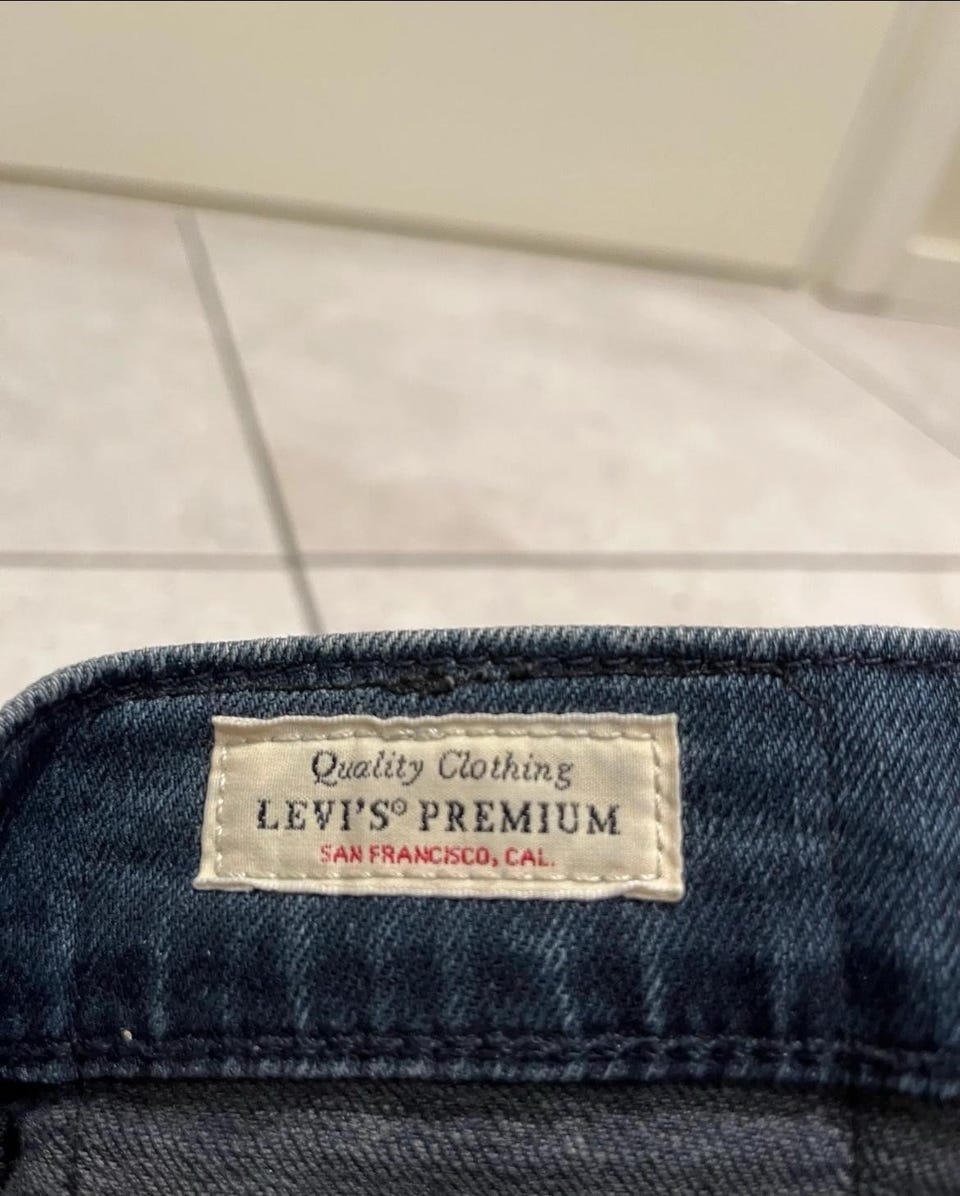 Quality Clothing
LEVI'S® PREMIUM
SAN FRANCISCO, CAL.